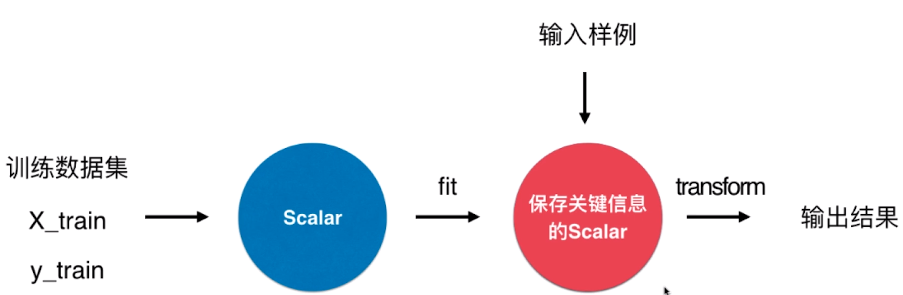 输入样例
训练数据集
X_train
y_train
Scalar
fit
保存关键信息
的Scalar
transform
输出结果